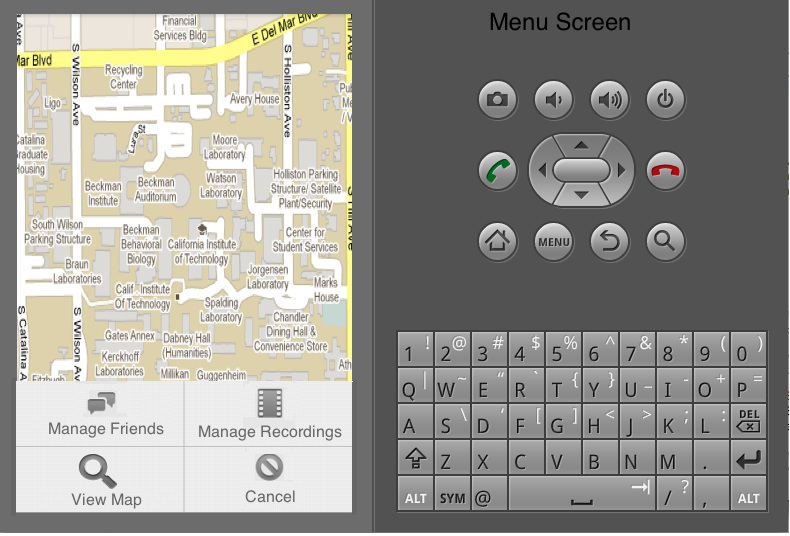 Menu Screen
Financial
Services Bldg
E Del Mar Blvd
Mar Blvd
S Wilson Ave
S Holliston Ave
Recycling
Center
Ligo
Avery House
Catalina
Graduate
Housing
Moore
Laboratory
Watson
Laboratory
Beckman
Institute
Beckman
Auditorium
Holliston Parking
Structure/ Satellite
Plant/Security
South Wilson
Parking Structure
Beckman
Behavioral
Biology
California Institute
of Technology
Center for
Student Services
Braun
Laboratories
Calif Institute
Of Technology
Jorgensen
Laboratory
Marks
House
Spalding
Laboratory
Chandler
Dining Hall &
Convenience Store
S Catalina
S Wilson Ave
Gates Annex
Dabney Hall
(Humanities)
Kerckhoff
Laboratories
Millikan
Guggenheim
Manage Friends
Manage Recordings
View Map
Cancel
MENU
1 ! 2 @ 3 # 4 $ 5 % 6 ^ 7 & 8 * 9 ( 0 )
Q | W ~ E “ R ` T { Y } U _ I - O + P =
A S \ D ‘ F [ G ] H < J > K ; L : DEL
Z X C V B N M .
ALT SYM @ / ? , ALT